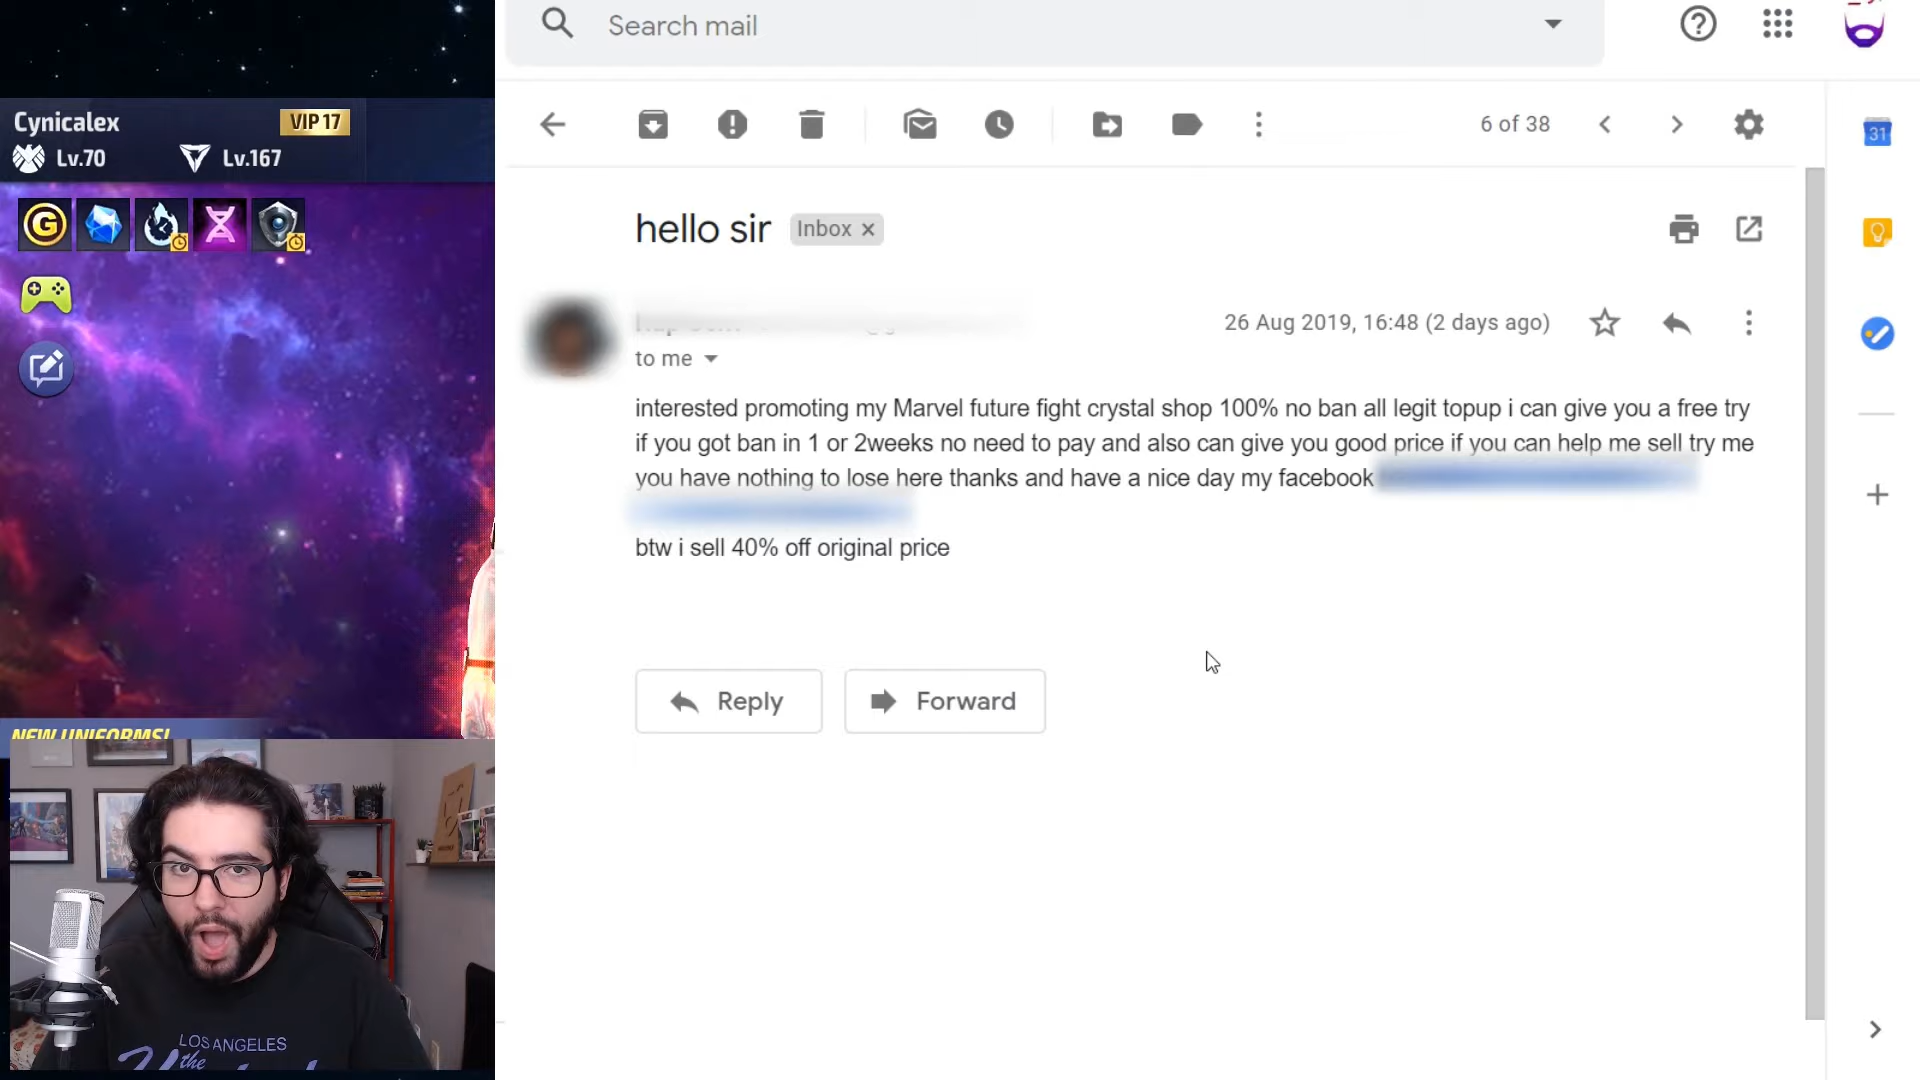 Search mail
Cynicalex
VIP 17
Lv.70
Lv.167
6 of 38
31
hello sir
Inbox ×
G
26 Aug 2019, 16:48 (2 days ago)
to me
interested promoting my Marvel future fight crystal shop 100% no ban all legit topup i can give you a free try
if you got ban in 1 or 2weeks no need to pay and also can give you good price if you can help me sell try me
you have nothing to lose here thanks and have a nice day my facebook
btw i sell 40% off original price
Reply
Forward
NEW UNIFORMS!
LOS ANGELES
the